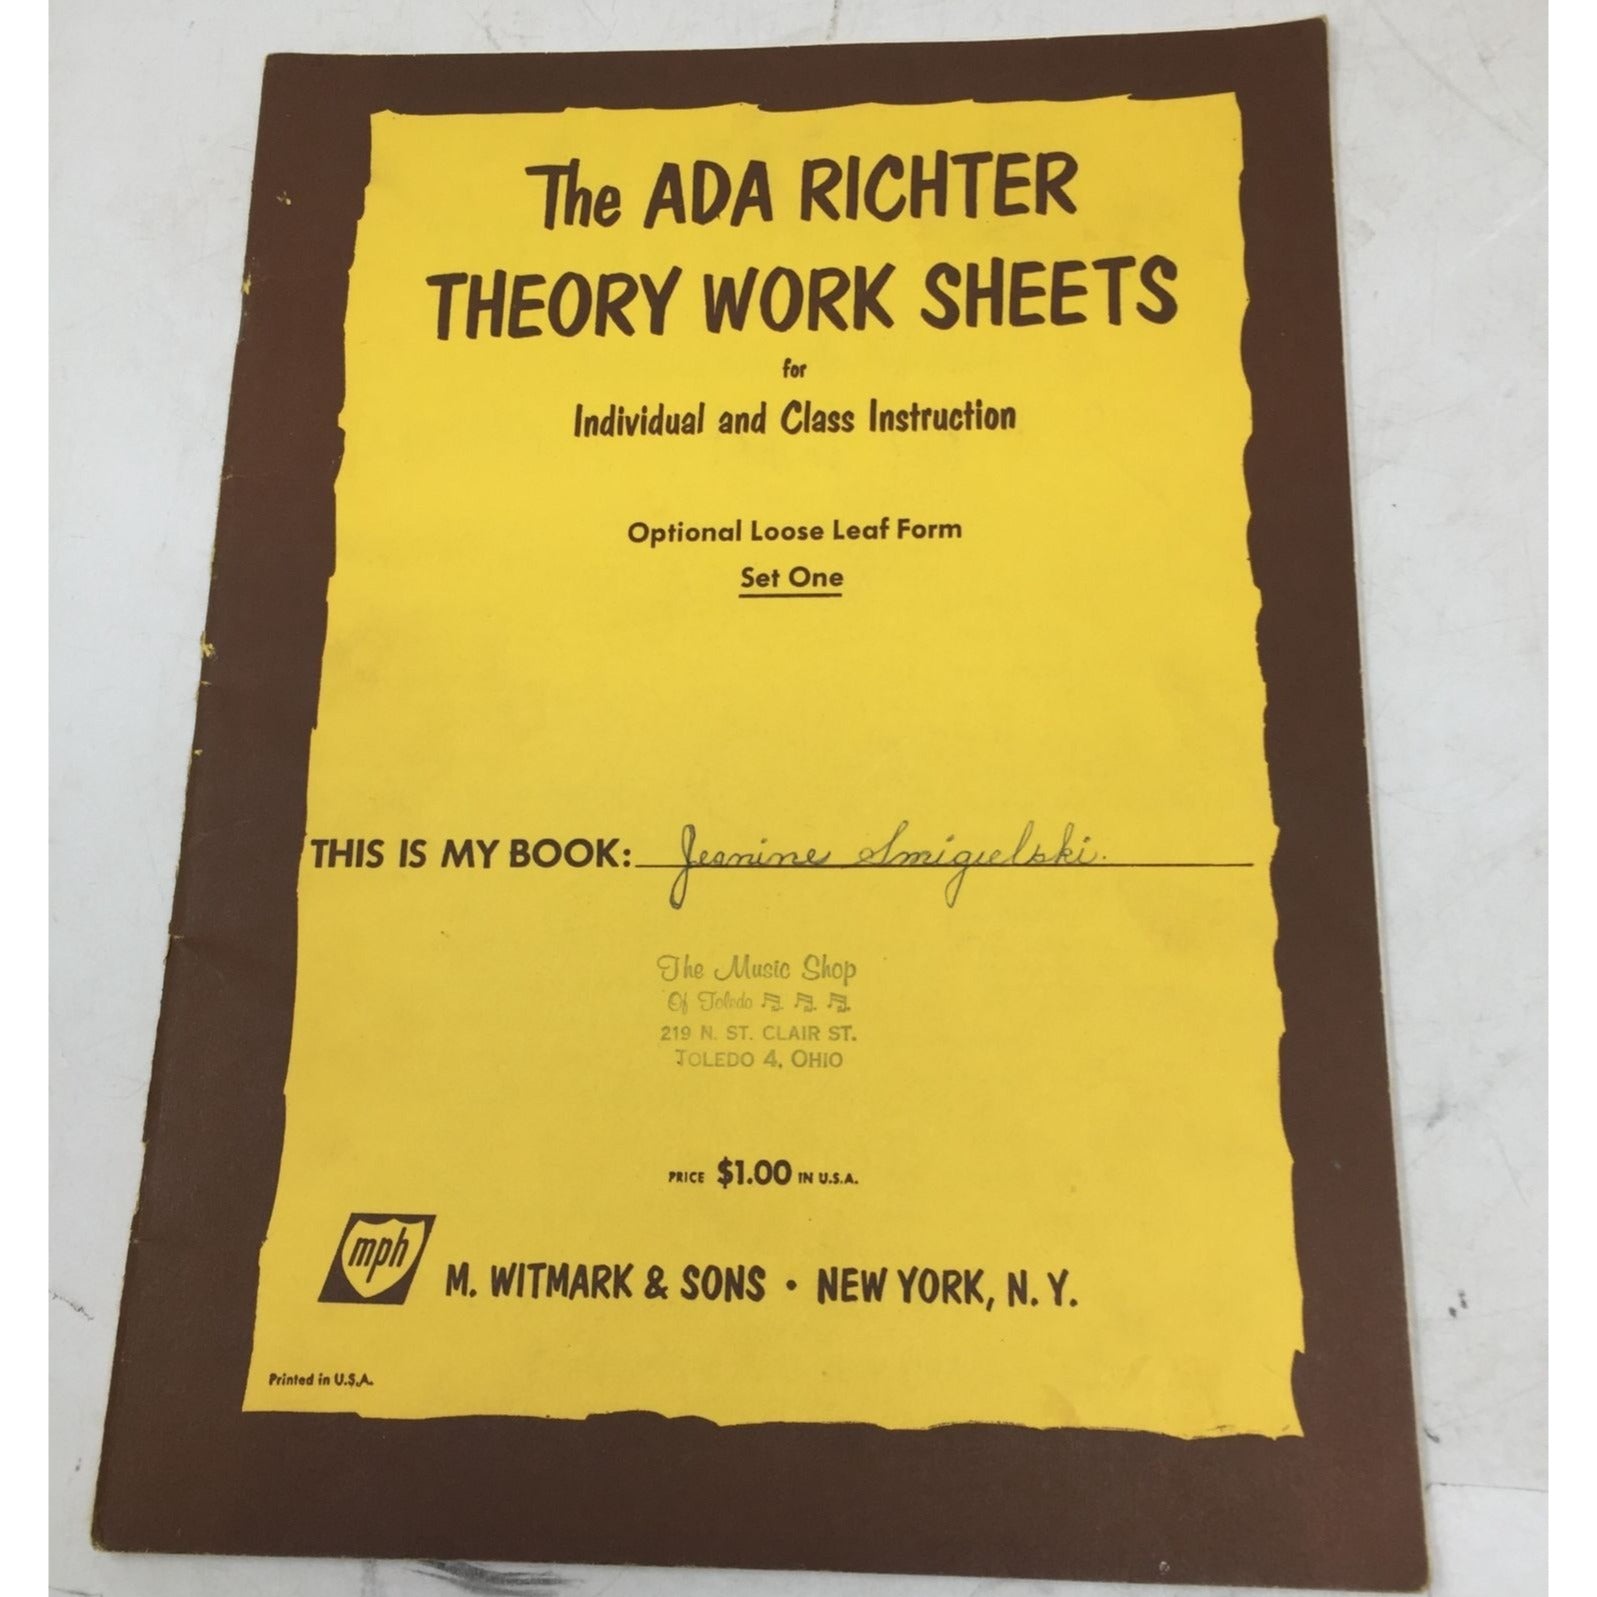 The ADA RICHTER
THEORY WORK SHEETS
for
Individual and Class Instruction
Optional Loose Leaf Form
Set One
THIS IS MY BOOK: Jeanine Smigielski.
The Music Shop
Of Toledo
219 N. ST. CLAIR ST.
TOLEDO 4, OHIO
PRICE $1.00 IN U.S.A.
mph
M. WITMARK & SONS • NEW YORK, N. Y.
Printed in U.S.A.